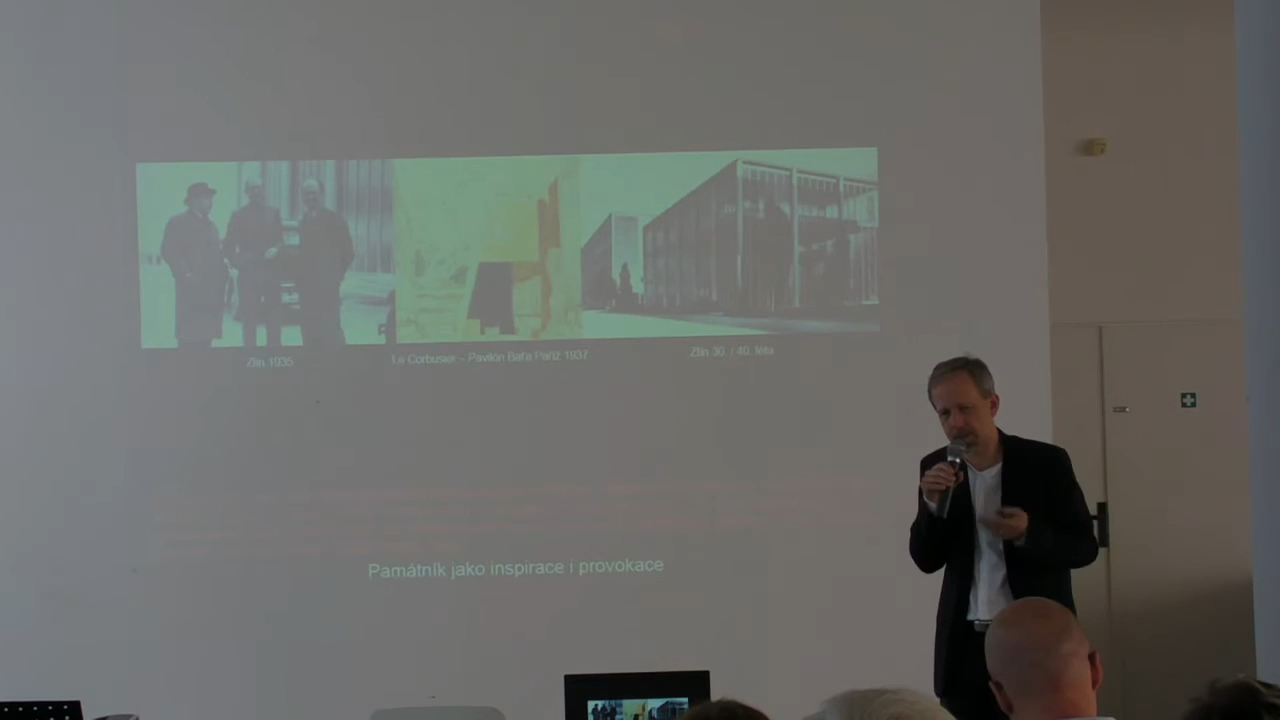 Zlín 1935
Le Corbusier – Pavilon Baťa Paříž 1937
Zlín 30. / 40. léta
Památník jako inspirace i provokace